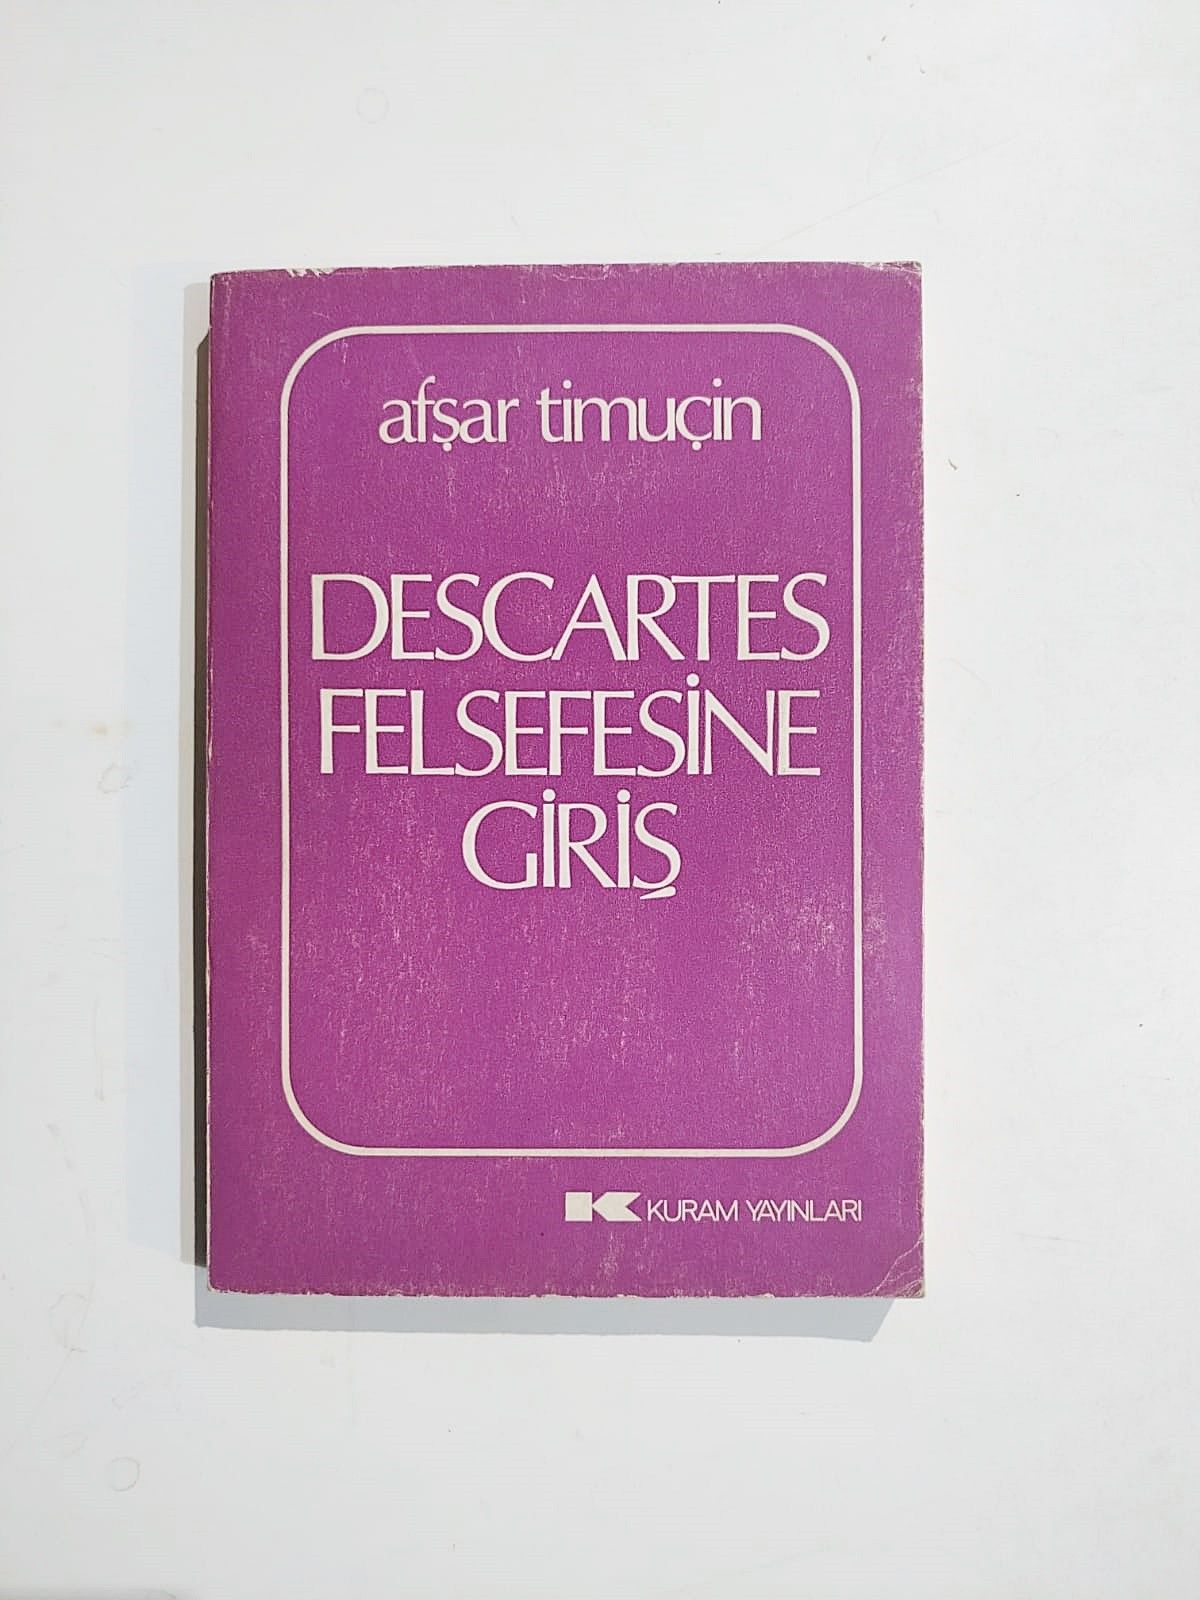 afşar timuçin
DESCARTES
FELSEFESİNE
GİRİŞ
KURAM YAYINLARI